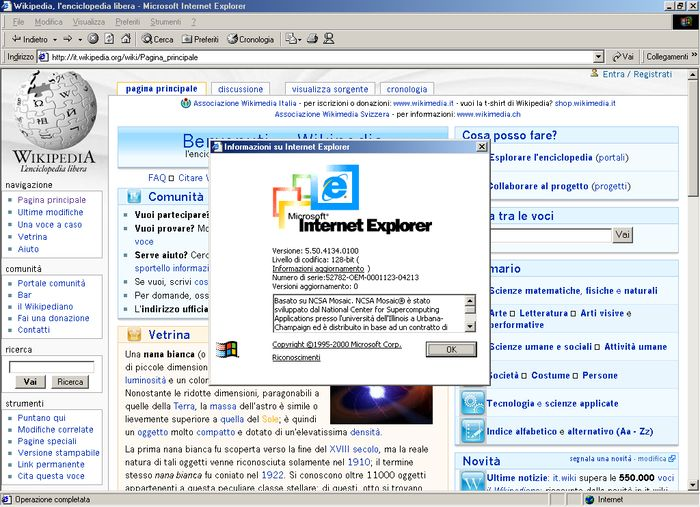 Wikipedia, l'enciclopedia libera - Microsoft Internet Explorer
File Modifica Visualizza Preferiti Strumenti ?
Indietro Cerca Preferiti Cronologia
Indirizzo http://it.wikipedia.org/wiki/Pagina_principale Vai Collegamenti »
Entra / Registrati
pagina principale discussione visualizza sorgente cronologia
Associazione Wikimedia Italia - per iscrizioni o donazioni: www.wikimedia.it - vuoi la t-shirt di Wikipedia? shop.wikimedia.it
Associazione Wikimedia Svizzera - per informazioni: www.wikimedia.ch
WIKIPEDIA
L'enciclopedia libera
navigazione
Pagina principale
Ultime modifiche
Una voce a caso
Vetrina
Aiuto
comunità
Portale comunità
Bar
il Wikipediano
Fai una donazione
Contatti
ricerca
Vai Ricerca
strumenti
Puntano qui
Modifiche correlate
Pagine speciali
Versione stampabile
Link permanente
Cita questa voce
l'enci
FAQ Citare W
Comunità
Vuoi partecipare?
Vuoi provare? Mo
voce
Serve aiuto? Cerc
sportello informazi
Se vuoi, scrivi cos
Per domande, oss
L'indirizzo ufficia
Vetrina
Una nana bianca (o
di piccole dimension
luminosità e un color
Nonostante le ridotte dimensioni, paragonabili a
quelle della Terra, la massa dell'astro è simile o
lievemente superiore a quella del Sole; è quindi
un oggetto molto compatto e dotato di un'elevatissima densità.
La prima nana bianca fu scoperta verso la fine del XVIII secolo, ma la reale
natura di tali oggetti venne riconosciuta solamente nel 1910; il termine
stesso nana bianca fu coniato nel 1922. Si conoscono oltre 11000 oggetti
appartenenti a questa peculiare classe stellare; di questi, otto si trovano
Informazioni su Internet Explorer
Microsoft®
Internet Explorer
Versione: 5.50.4134.0100
Livello di codifica: 128-bit (
Informazioni aggiornamento )
Numero di serie:52782-OEM-0001123-04213
Versioni aggiornamento: 0
Basato su NCSA Mosaic. NCSA Mosaic® è stato
sviluppato dal National Center for Supercomputing
Applications presso l'università dell'Illinois a Urbana-
Champaign ed è distribuito in base ad un contratto di
Copyright ©1995-2000 Microsoft Corp.
Riconoscimenti
OK
Cosa posso fare?
Esplorare l'enciclopedia (portali)
Collaborare al progetto (progetti)
a tra le voci
Vai
mario
Scienze matematiche, fisiche e naturali
Arte Letteratura Arti visive e
performative
Scienze umane e sociali Attività umane
Società Costume Persone
Tecnologia e scienze applicate
Indice alfabetico e alternativo (Aa - Zz)
Novità segnala una novità - modifica
Ultime notizie: it.wiki supera le 550.000 voci
Operazione completata
Internet